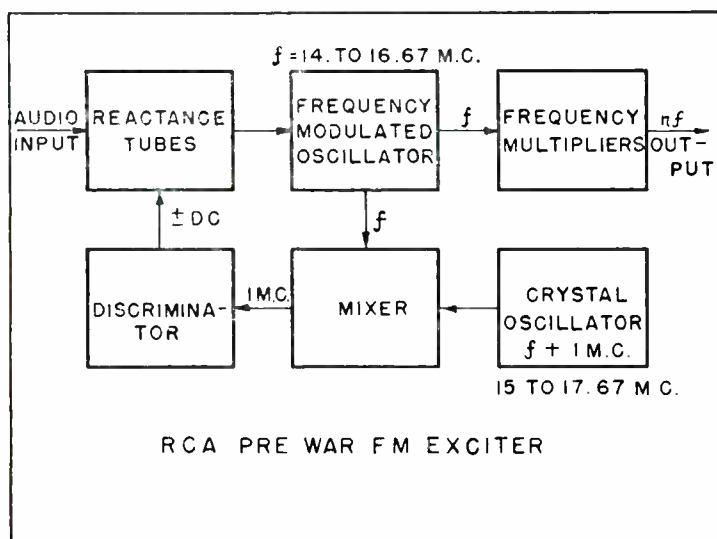 f = 14. TO 16.67 M.C.
AUDIO
INPUT
REACTANCE
TUBES
FREQUENCY
MODULATED
OSCILLATOR
f
FREQUENCY
MULTIPLIERS
nf
OUT-
PUT
± DC
f
DISCRIMINA-
TOR
1 M.C.
MIXER
CRYSTAL
OSCILLATOR
f + 1 M.C.
15 TO 17.67 M C.
RCA PRE WAR FM EXCITER